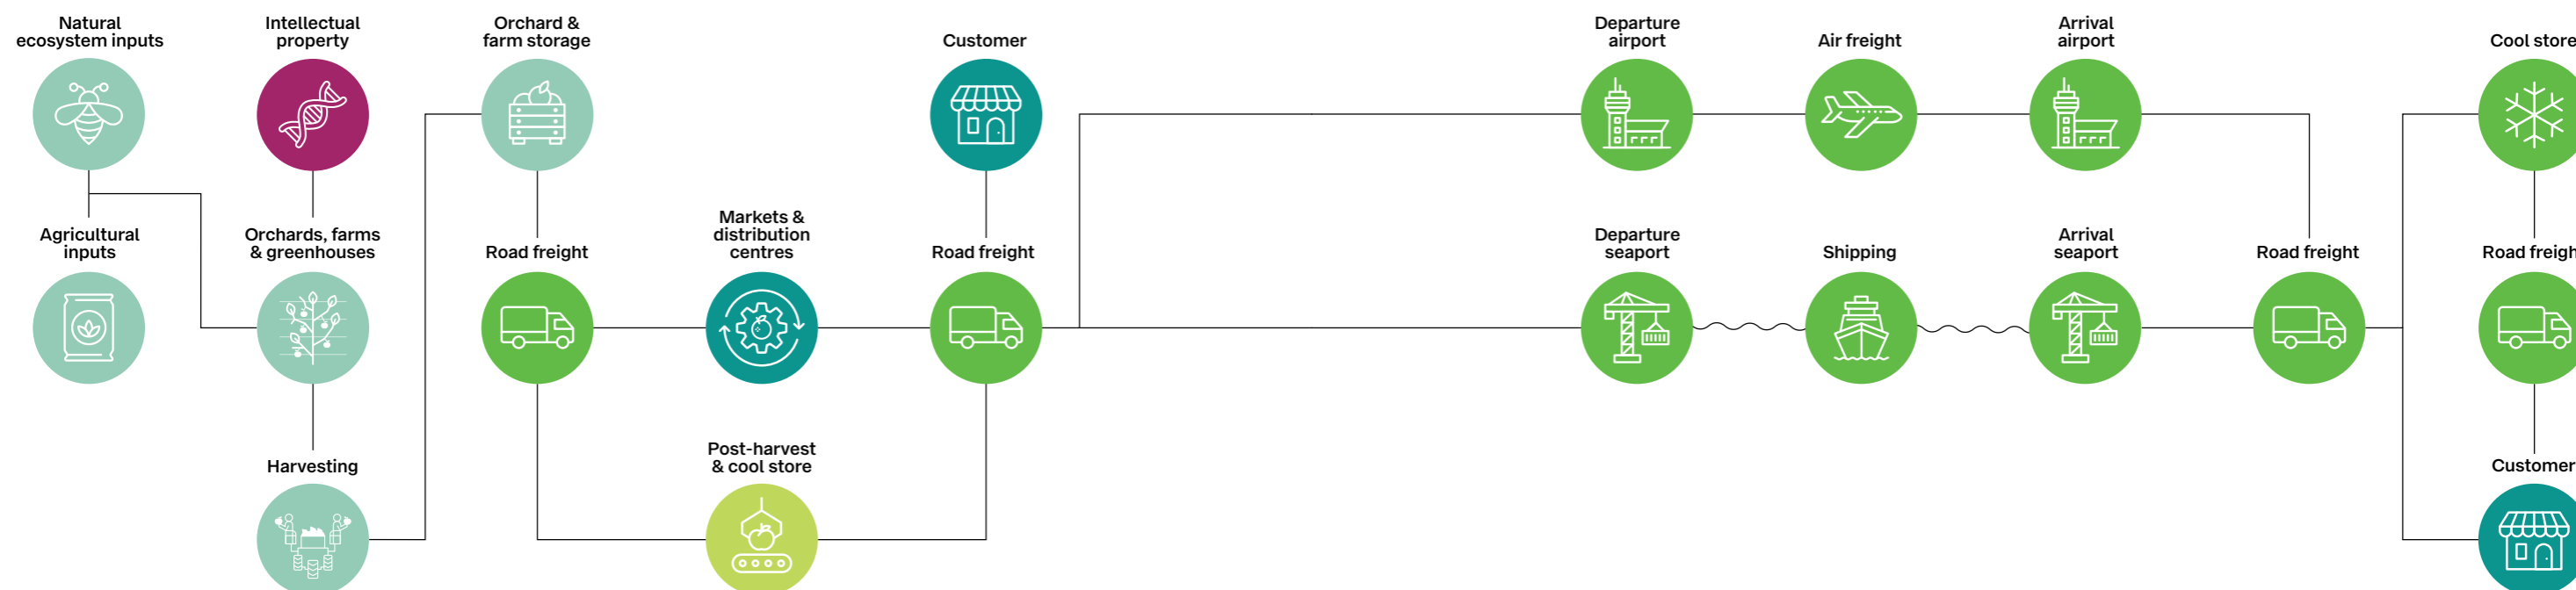 Natural
ecosystem inputs
Agricultural
inputs
Intellectual
property
Orchards, farms
& greenhouses
Harvesting
Orchard &
farm storage
Road freight
Markets &
distribution
centres
Post-harvest
& cool store
Customer
Road freight
Departure
airport
Air freight
Arrival
airport
Departure
seaport
Shipping
Arrival
seaport
Road freight
Cool store
Road freigh
Customer